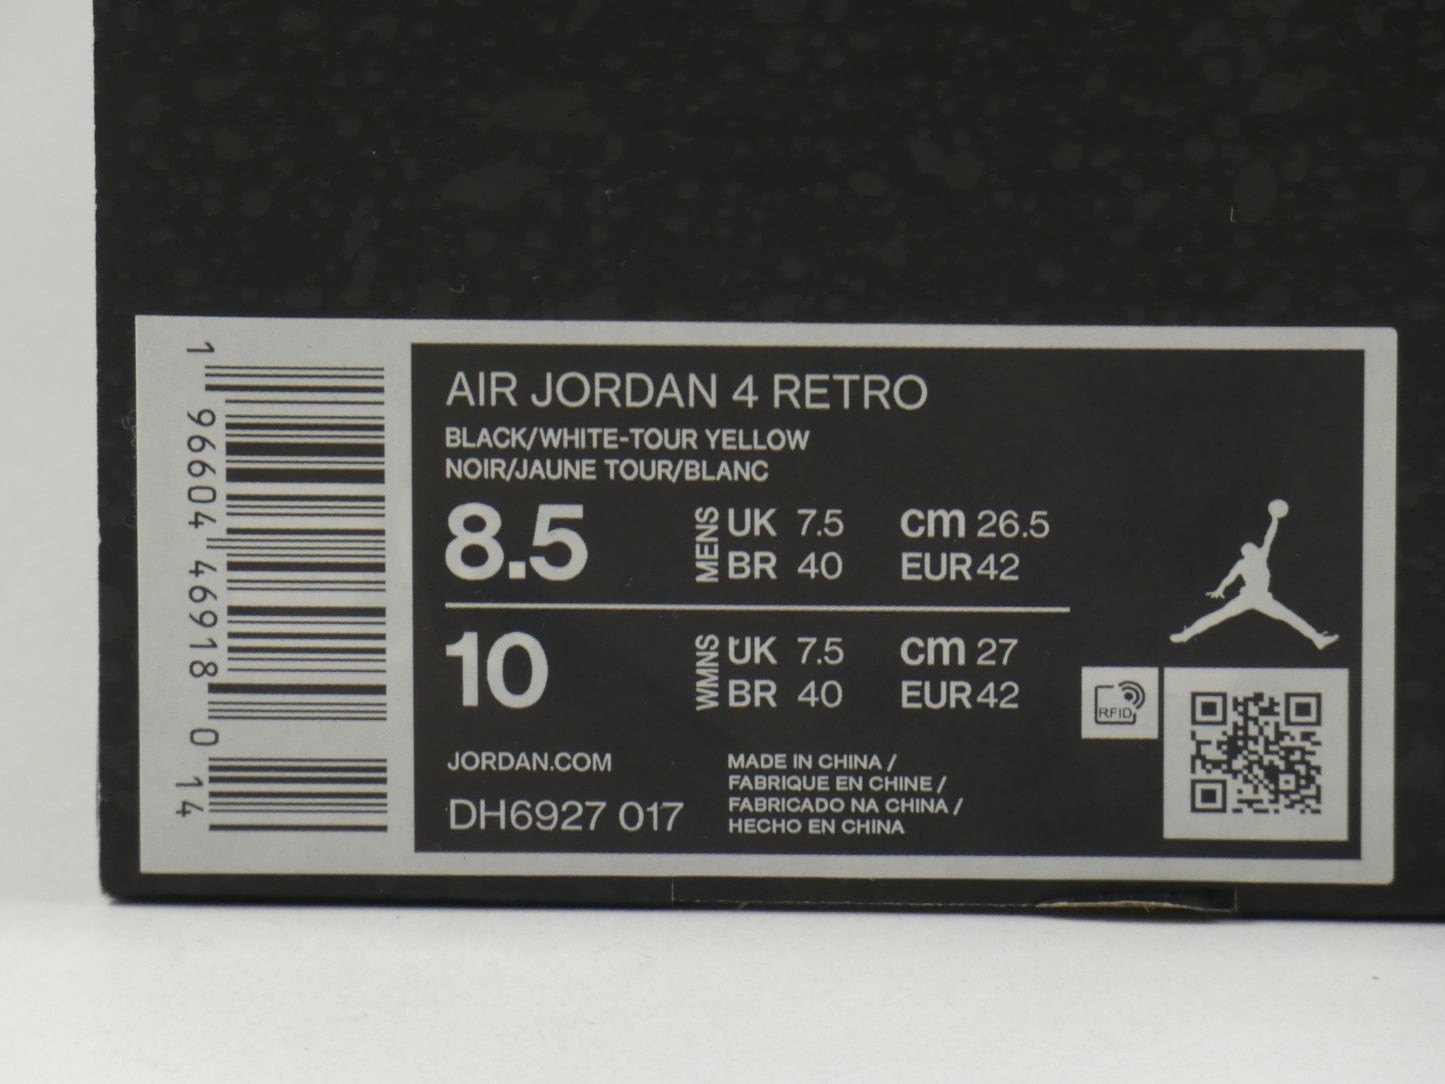 1 96604 46918 0 14
AIR JORDAN 4 RETRO
BLACK/WHITE-TOUR YELLOW
NOIR/JAUNE TOUR/BLANC
8.5 MENS UK 7.5 cm 26.5
BR 40 EUR 42
10 WMNS UK 7.5 cm 27
BR 40 EUR 42
RFID
JORDAN.COM
DH6927 017
MADE IN CHINA /
FABRIQUE EN CHINE /
FABRICADO NA CHINA /
HECHO EN CHINA